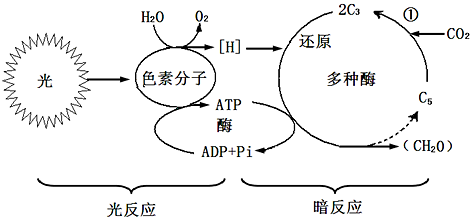 H₂O O₂ 2C₃ ①
[H] 还原 CO₂
光 色素分子 多种酶
ATP C₅
酶
ADP+Pi (CH₂O)
光反应 暗反应